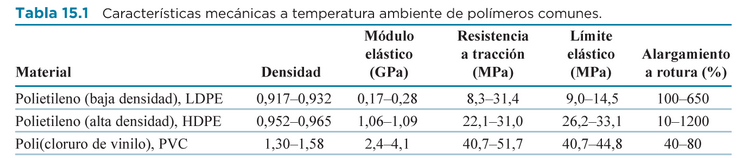 Tabla 15.1 Características mecánicas a temperatura ambiente de polímeros comunes.
Módulo Resistencia Límite
elástico a tracción elástico Alargamiento
Material Densidad (GPa) (MPa) (MPa) a rotura (%)
Polietileno (baja densidad), LDPE 0,917–0,932 0,17–0,28 8,3–31,4 9,0–14,5 100–650
Polietileno (alta densidad), HDPE 0,952–0,965 1,06–1,09 22,1–31,0 26,2–33,1 10–1200
Poli(cloruro de vinilo), PVC 1,30–1,58 2,4–4,1 40,7–51,7 40,7–44,8 40–80